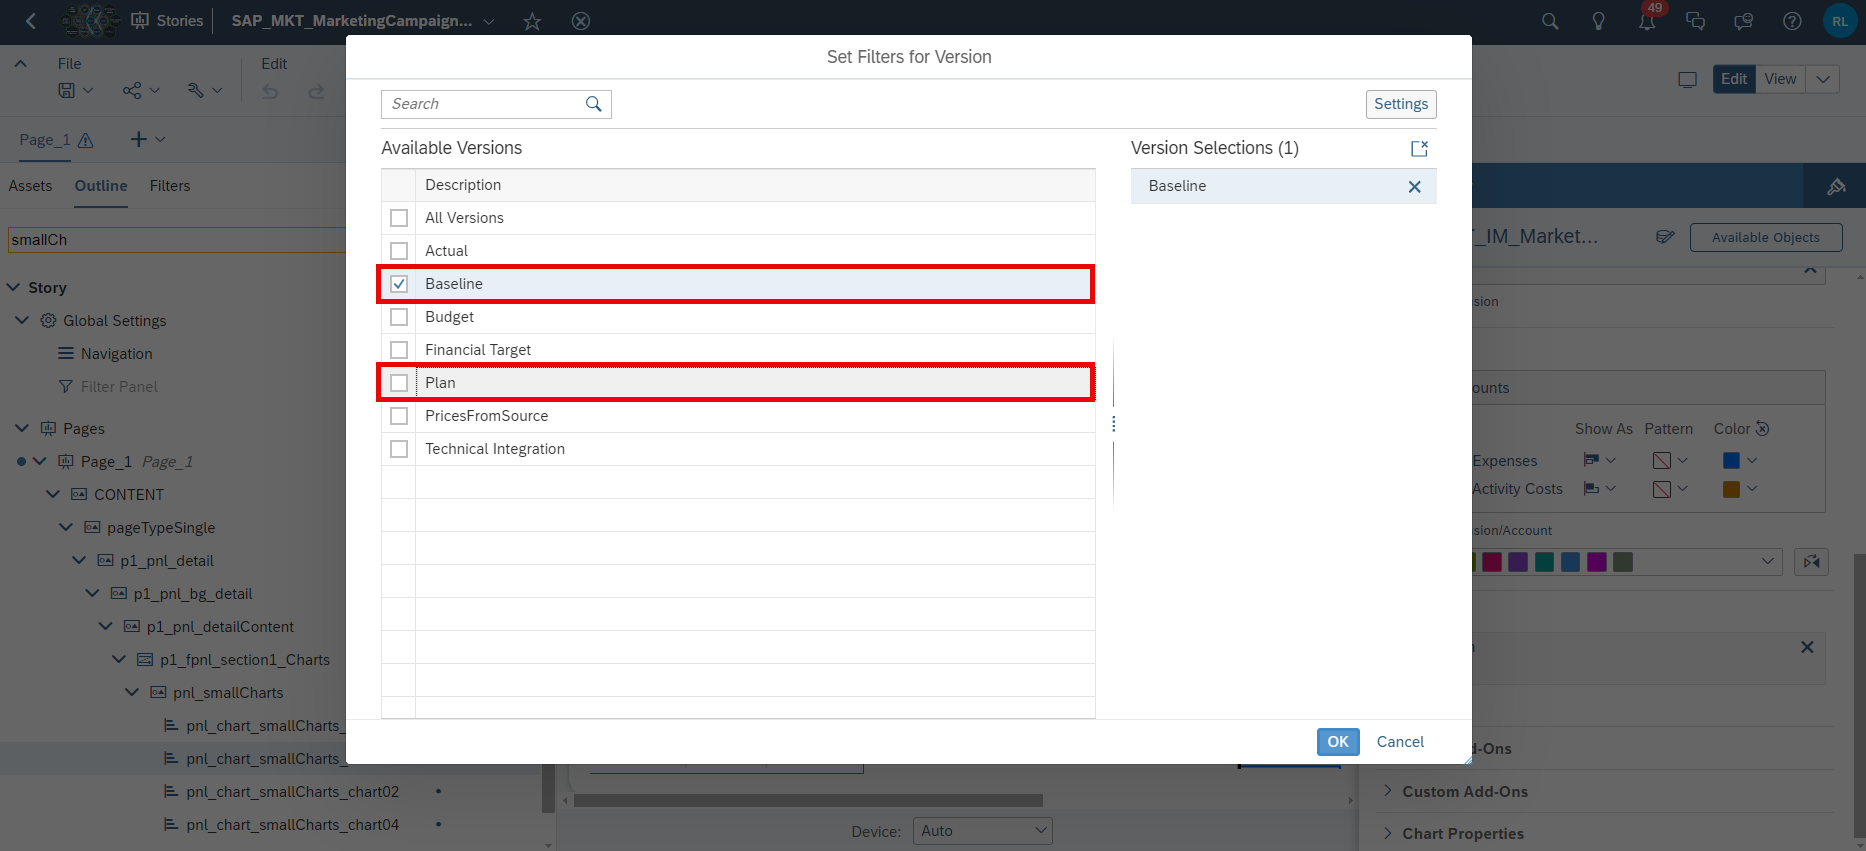 Stories
SAP_MKT_MarketingCampaign...
49
RL
File
Edit
Edit
View
Page_1
Assets
Outline
Filters
smallCh
Story
Global Settings
Navigation
Filter Panel
Pages
Page_1 Page_1
CONTENT
pageTypeSingle
p1_pnl_detail
p1_pnl_bg_detail
p1_pnl_detailContent
p1_fpnl_section1_Charts
pnl_smallCharts
pnl_chart_smallCharts_
pnl_chart_smallCharts_
pnl_chart_smallCharts_chart02
pnl_chart_smallCharts_chart04
Set Filters for Version
Search
Settings
Available Versions
Description
All Versions
Actual
Baseline
Budget
Financial Target
Plan
PricesFromSource
Technical Integration
Version Selections (1)
Baseline
OK
Cancel
Device:
Auto
_IM_Market...
Available Objects
sion
ounts
Show As
Pattern
Color
Expenses
Activity Costs
sion/Account
d-Ons
Custom Add-Ons
Chart Properties